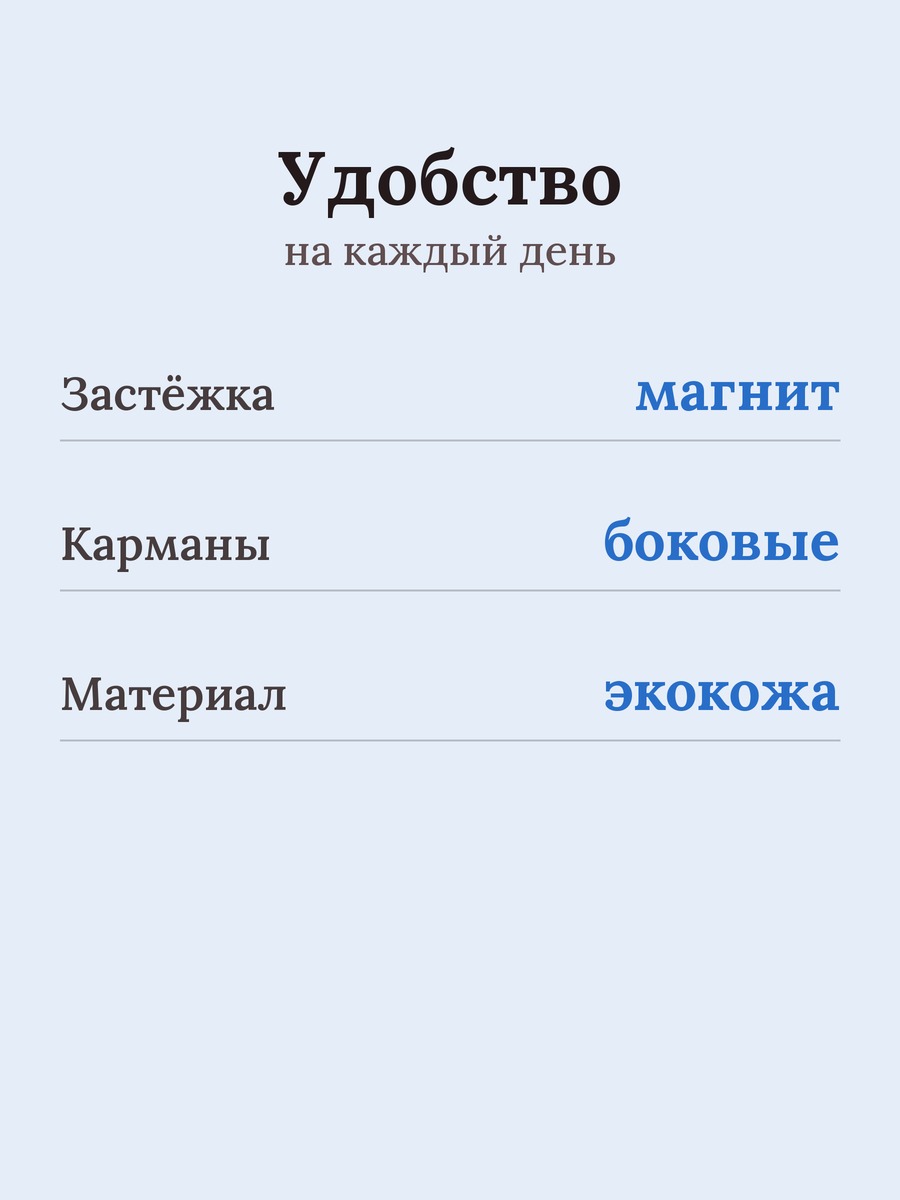 Удобство
на каждый день
Застёжка магнит
Карманы боковые
Материал экокожа